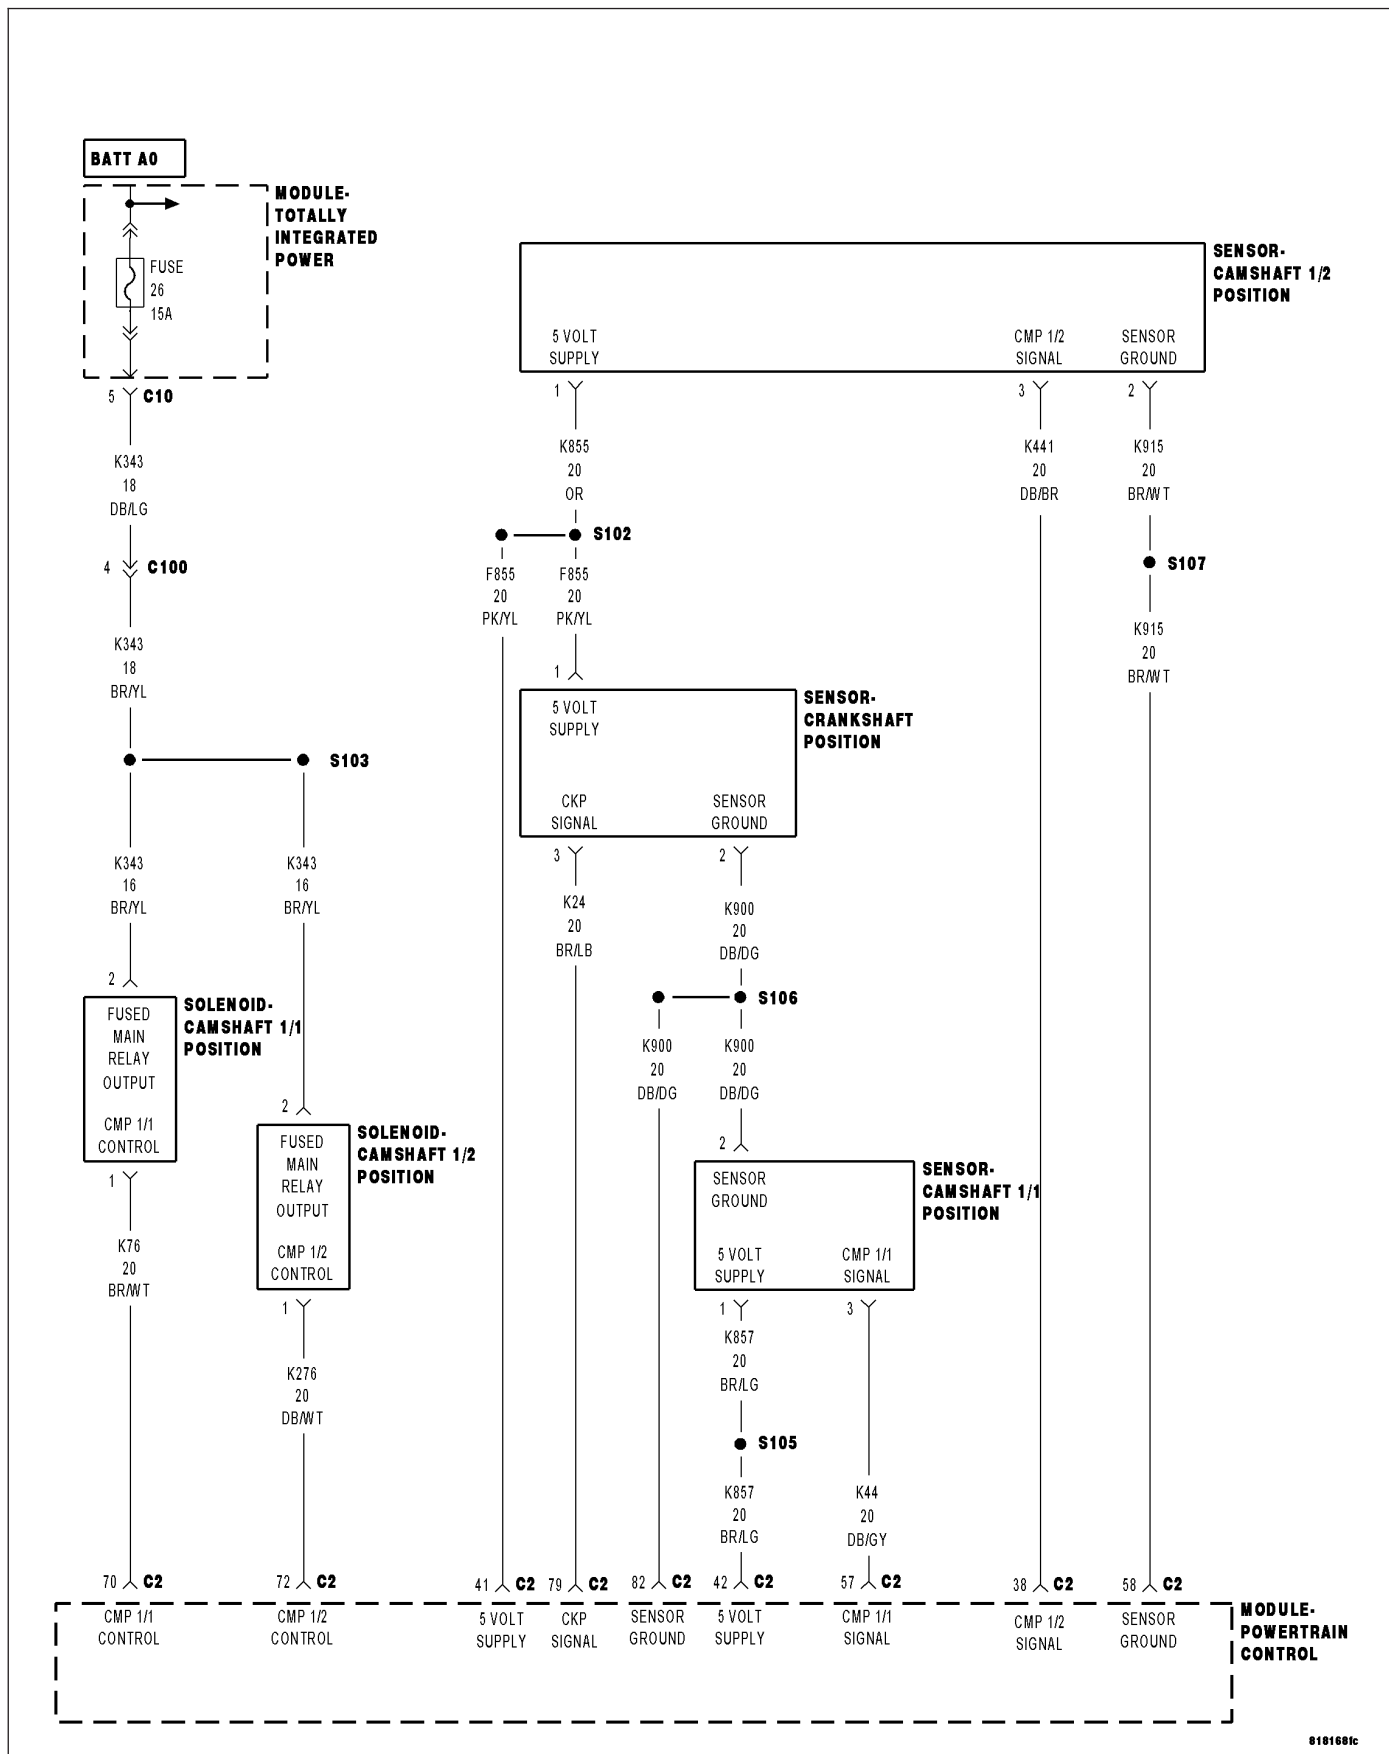 BATT A0
MODULE-
TOTALLY
INTEGRATED
POWER
FUSE
26
15A
5 C10
K343
18
DB/LG
4 C100
K343
18
BR/YL
S103
K343
16
BR/YL
K343
16
BR/YL
2
SOLENOID-
CAMSHAFT 1/1
POSITION
FUSED
MAIN
RELAY
OUTPUT
CMP 1/1
CONTROL
1
K76
20
BR/WT
2
SOLENOID-
CAMSHAFT 1/2
POSITION
FUSED
MAIN
RELAY
OUTPUT
CMP 1/2
CONTROL
1
K276
20
DB/WT
SENSOR-
CAMSHAFT 1/2
POSITION
5 VOLT
SUPPLY
CMP 1/2
SIGNAL
SENSOR
GROUND
1
3
2
K855
20
OR
K441
20
DB/BR
K915
20
BR/WT
S102
S107
F855
20
PK/YL
F855
20
PK/YL
K915
20
BR/WT
1
SENSOR-
CRANKSHAFT
POSITION
5 VOLT
SUPPLY
CKP
SIGNAL
SENSOR
GROUND
3
2
K24
20
BR/LB
K900
20
DB/DG
S106
K900
20
DB/DG
K900
20
DB/DG
2
SENSOR-
CAMSHAFT 1/1
POSITION
SENSOR
GROUND
5 VOLT
SUPPLY
CMP 1/1
SIGNAL
1
3
K857
20
BR/LG
S105
K857
20
BR/LG
K44
20
DB/GY
70 C2
72 C2
41 C2
79 C2
82 C2
42 C2
57 C2
38 C2
58 C2
CMP 1/1
CONTROL
CMP 1/2
CONTROL
5 VOLT
SUPPLY
CKP
SIGNAL
SENSOR
GROUND
5 VOLT
SUPPLY
CMP 1/1
SIGNAL
CMP 1/2
SIGNAL
SENSOR
GROUND
MODULE-
POWERTRAIN
CONTROL
818168fc